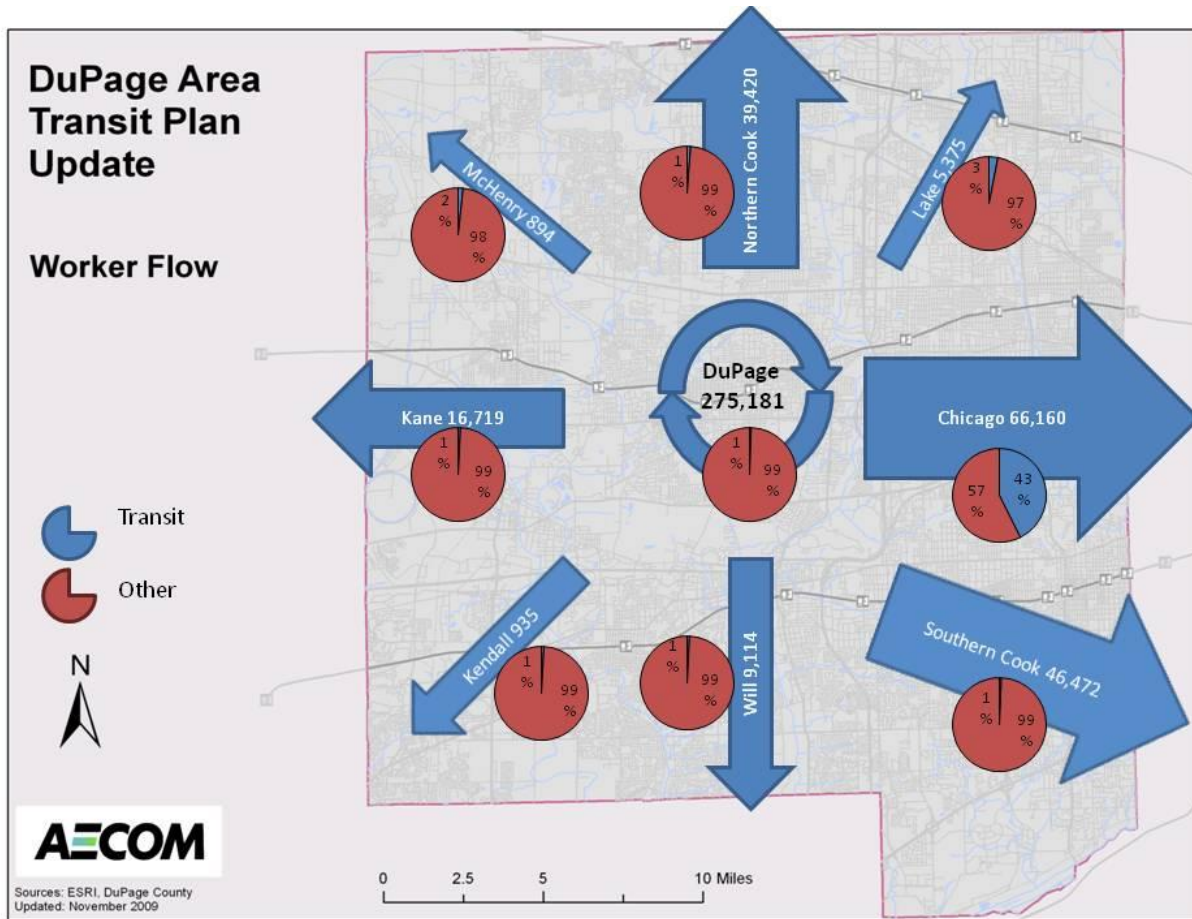 DuPage Area
Transit Plan
Update
Worker Flow
McHenry 894
2
%
98
%
Northern Cook 39,420
1
%
99
%
Lake 5,375
3
%
97
%
Kane 16,719
1
%
99
%
DuPage
275,181
1
%
99
%
Chicago 66,160
57
%
43
%
Transit
Other
Kendall 935
1
%
99
%
Will 9,114
1
%
99
%
Southern Cook 46,472
1
%
99
%
N
AECOM
Sources: ESRI, DuPage County
Updated: November 2009
0 2.5 5 10 Miles